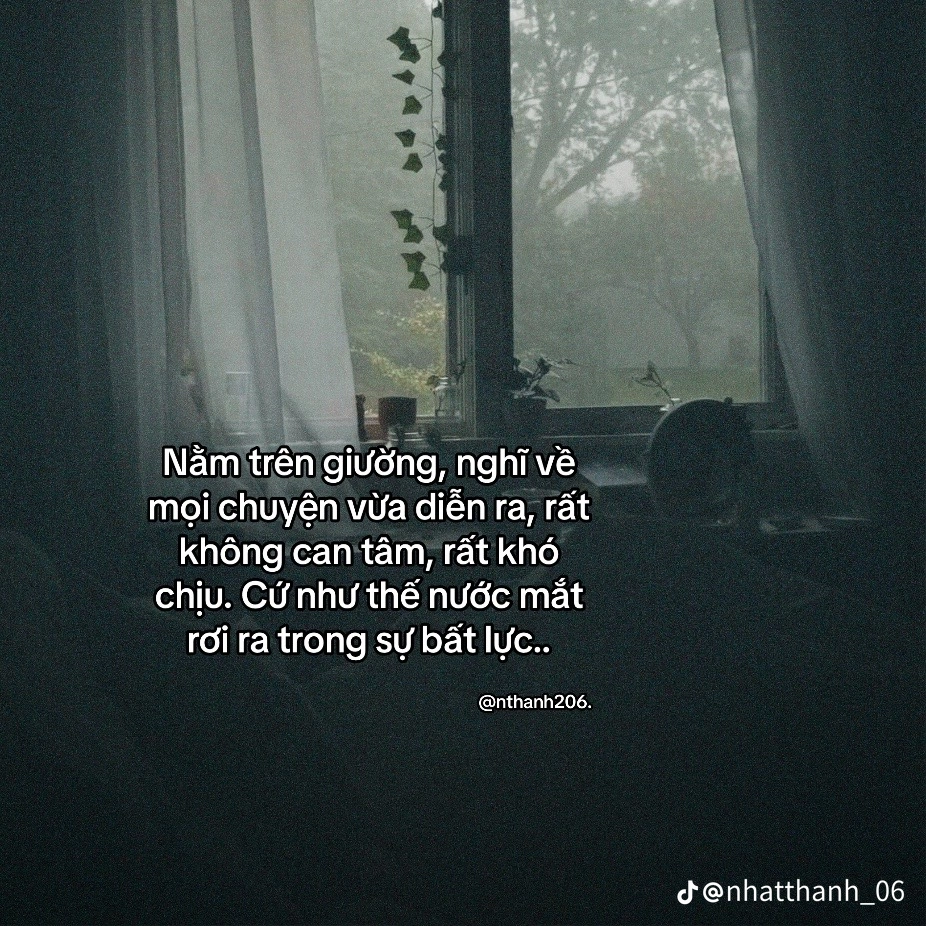 Nằm trên giường, nghĩ về
mọi chuyện vừa diễn ra, rất
không can tâm, rất khó
chịu. Cứ như thế nước mắt
rơi ra trong sự bất lực..
@nthanh206.
@nhatthanh_06